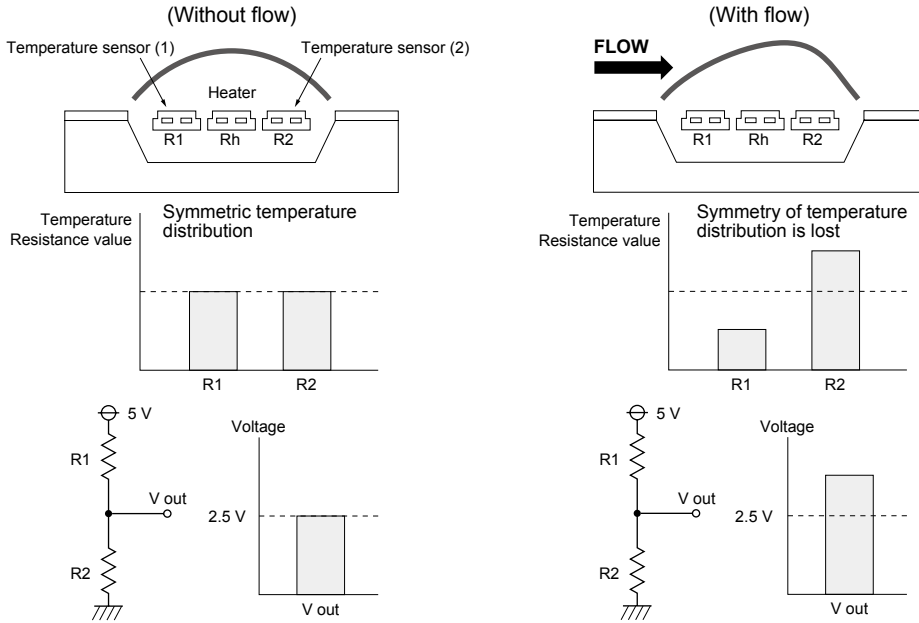 (Without flow)
Temperature sensor (1)
Temperature sensor (2)
Heater
R1
Rh
R2
Temperature
Resistance value
Symmetric temperature
distribution
R1
R2
5 V
R1
V out
R2
Voltage
2.5 V
V out
(With flow)
FLOW
R1
Rh
R2
Temperature
Resistance value
Symmetry of temperature
distribution is lost
R1
R2
5 V
R1
V out
R2
Voltage
2.5 V
V out